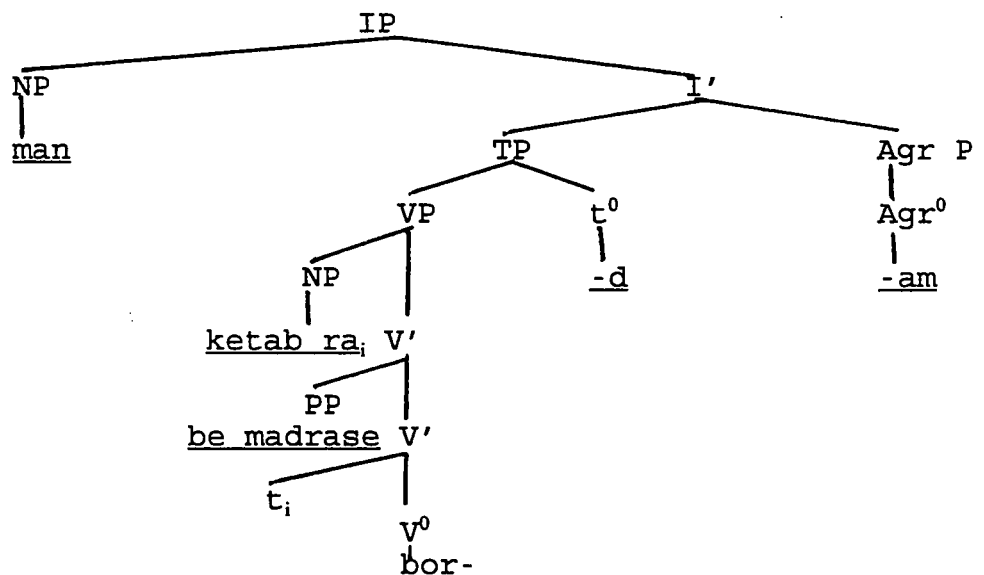 IP
NP I'
man TP Agr P
VP t⁰ Agr⁰
NP -d -am
ketab raᵢ V'
PP
be madrase V'
tᵢ
V⁰
bor-